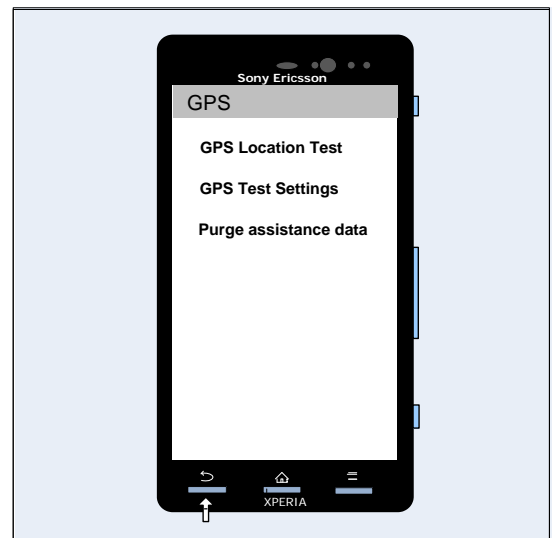 Sony Ericsson
GPS
GPS Location Test
GPS Test Settings
Purge assistance data
XPERIA